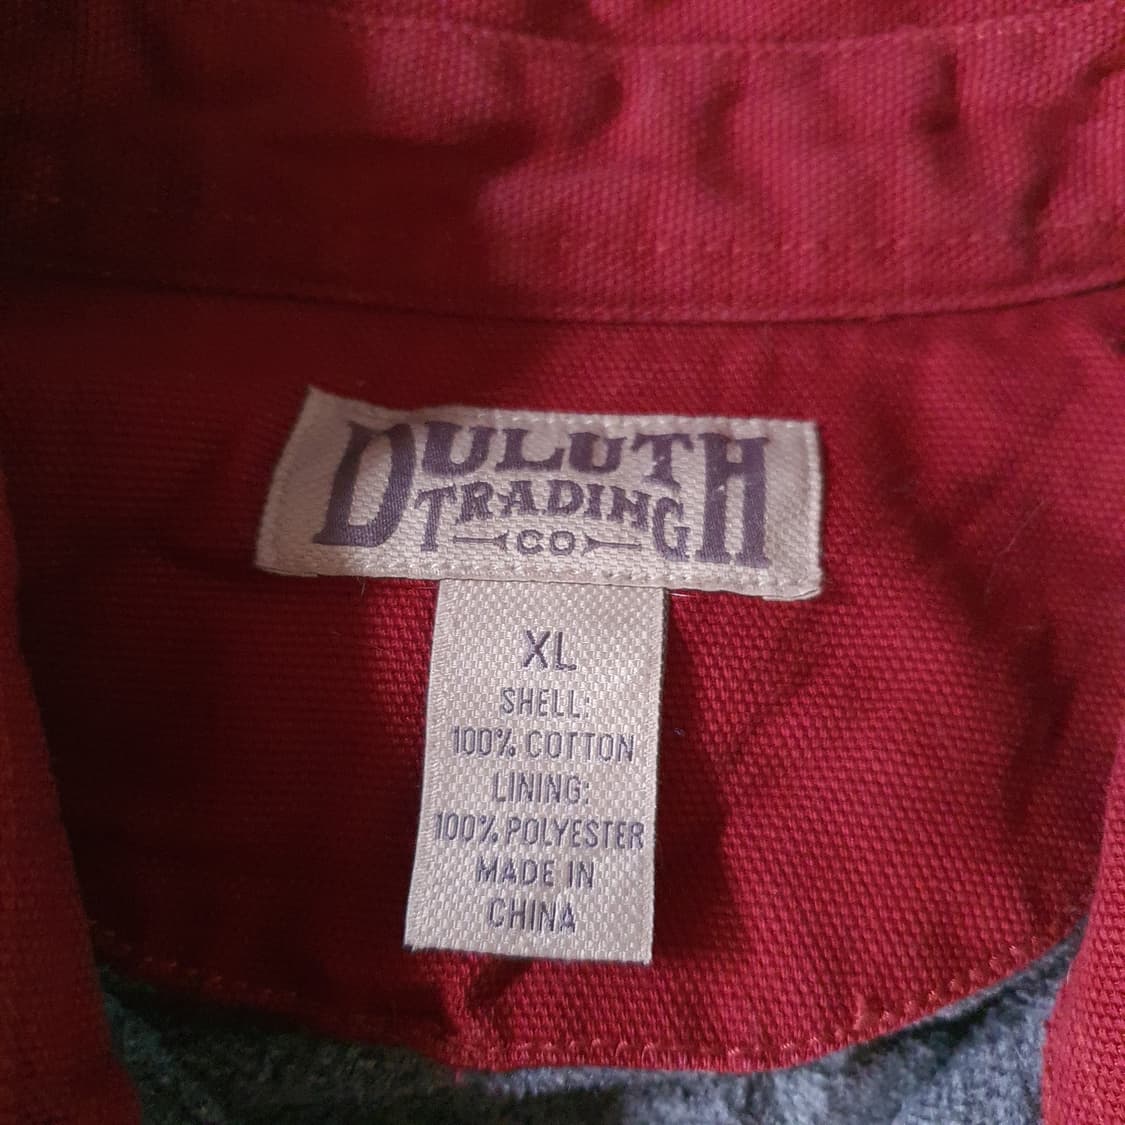 DULUTH
TRADING
CO
XL
SHELL:
100% COTTON
LINING:
100% POLYESTER
MADE IN
CHINA